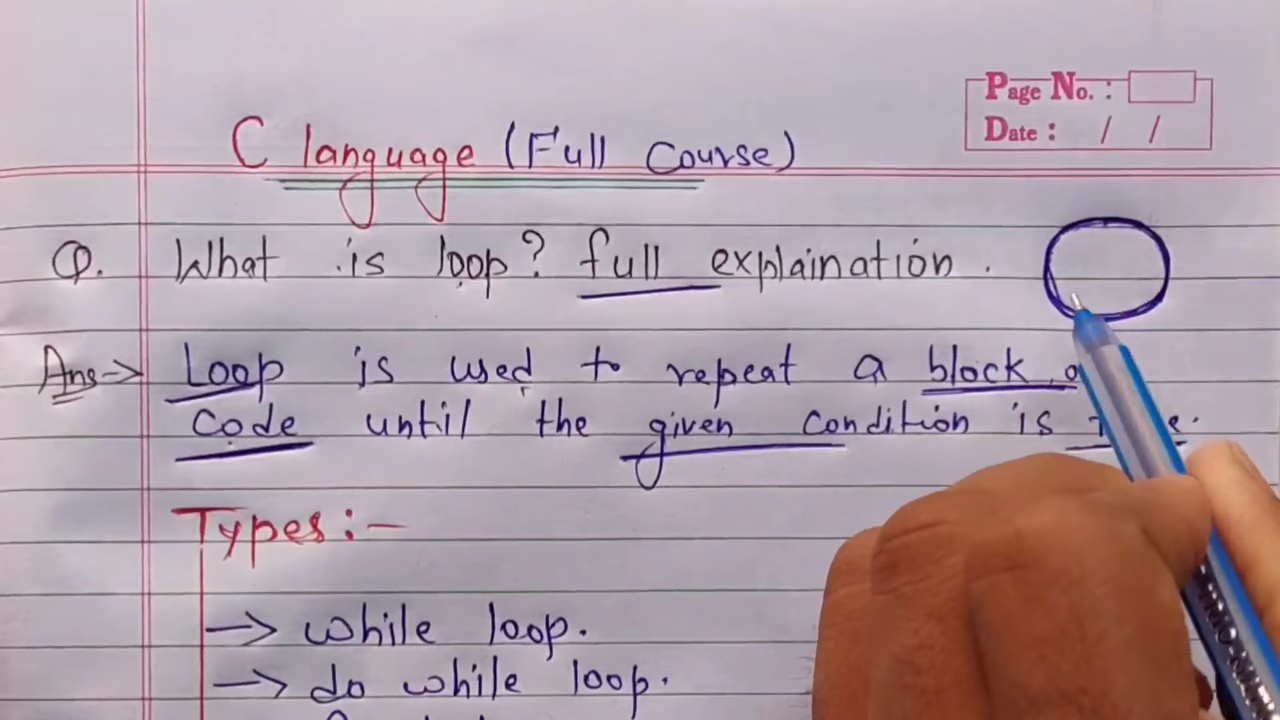 Page No. :
Date : / /
C language (Full Course)
Q. What is loop? full explaination.
Ans-> Loop is used to repeat a block
Code until the given condition is
Types:-
-> while loop.
-> do while loop.